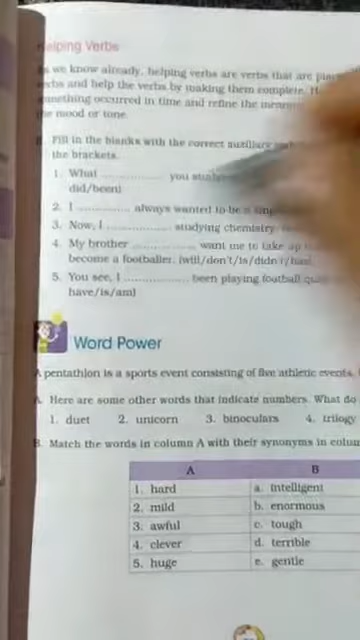 Helping Verbs
As we know already, helping verbs are verbs that are
verbs and help the verbs by making them complete.
something occurred in time and refine the
the mood or tone.
Fill in the blanks with the correct auxiliary
the brackets.
1. What .................. you
did/been)
2. I ............... always wanted to be a
3. Now, I .................. studying chemistry.
4. My brother .................. want me to take up
become a footballer. (will/don't/is/didn't/has)
5. You see, I .................. been playing football
have/is/am)
Word Power
A pentathlon is a sports event consisting of five athletic events.
A. Here are some other words that indicate numbers. What do
1. duet 2. unicorn 3. binoculars 4. trilogy
B. Match the words in column A with their synonyms in
A B
1. hard a. intelligent
2. mild b. enormous
3. awful c. tough
4. clever d. terrible
5. huge e. gentle